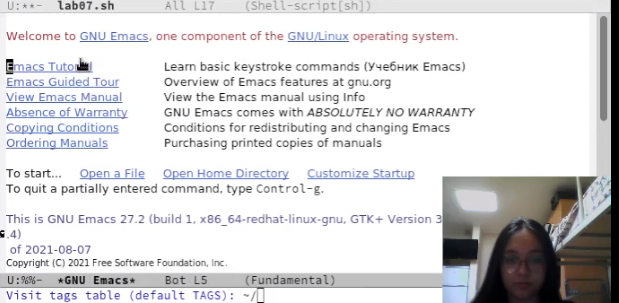 U:**-  lab07.sh      All L17    (Shell-script[sh])
Welcome to GNU Emacs, one component of the GNU/Linux operating system.
Emacs Tutorial    Learn basic keystroke commands (Учебник Emacs)
Emacs Guided Tour    Overview of Emacs features at gnu.org
View Emacs Manual    View the Emacs manual using Info
Absence of Warranty    GNU Emacs comes with ABSOLUTELY NO WARRANTY
Copying Conditions    Conditions for redistributing and changing Emacs
Ordering Manuals    Purchasing printed copies of manuals
To start...    Open a File    Open Home Directory    Customize Startup
To quit a partially entered command, type Control-g.
This is GNU Emacs 27.2 (build 1, x86_64-redhat-linux-gnu, GTK+ Version 3
.4)
of 2021-08-07
Copyright (C) 2021 Free Software Foundation, Inc.
U:%%-  *GNU Emacs*    Bot L5    (Fundamental)
Visit tags table (default TAGS): ~/